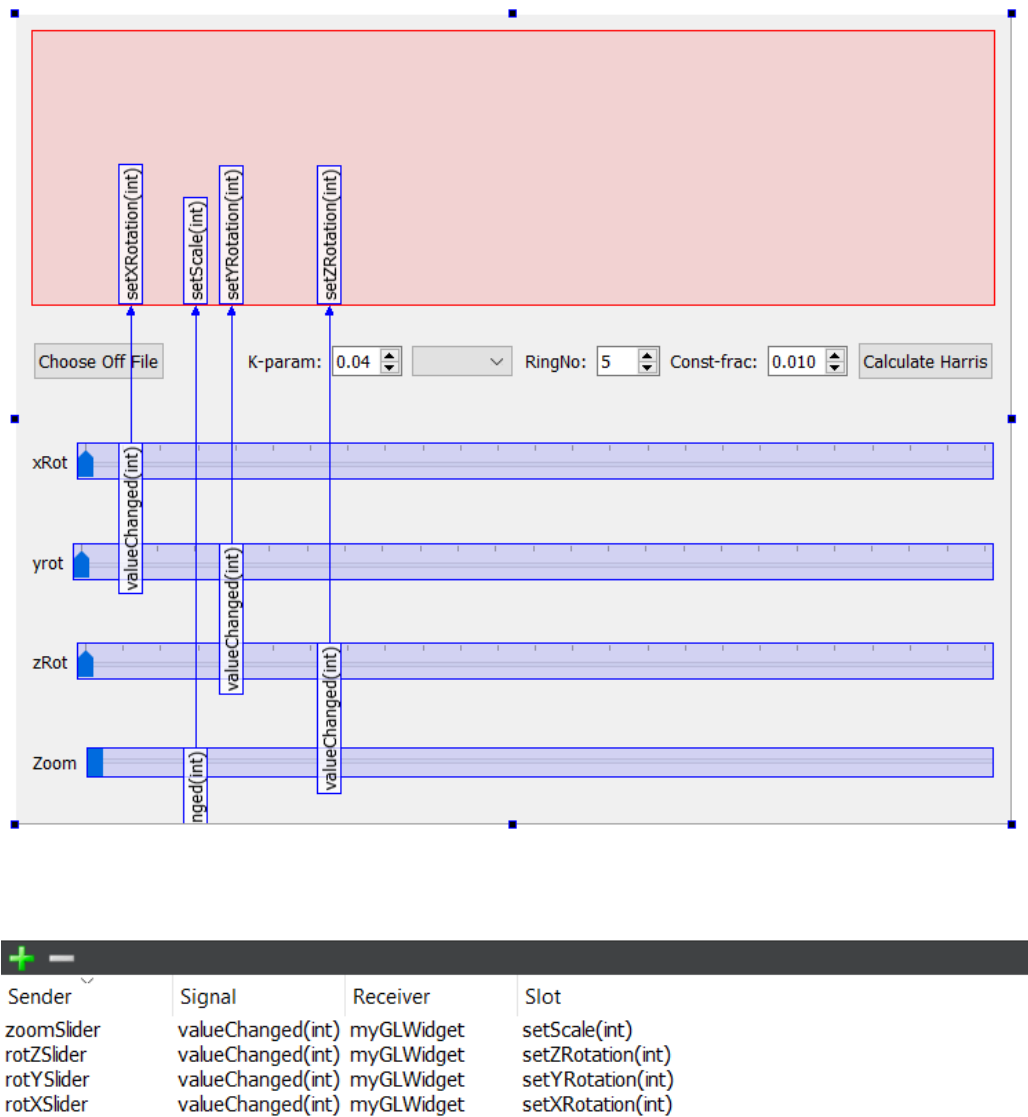 setXRotation(int)
setScale(int)
setYRotation(int)
setZRotation(int)
Choose Off File K-param: 0.04 RingNo: 5 Const-frac: 0.010 Calculate Harris
xRot
valueChanged(int)
yrot
valueChanged(int)
zRot
valueChanged(int)
Zoom
nged(int)
Sender Signal Receiver Slot
zoomSlider valueChanged(int) myGLWidget setScale(int)
rotZSlider valueChanged(int) myGLWidget setZRotation(int)
rotYSlider valueChanged(int) myGLWidget setYRotation(int)
rotXSlider valueChanged(int) myGLWidget setXRotation(int)